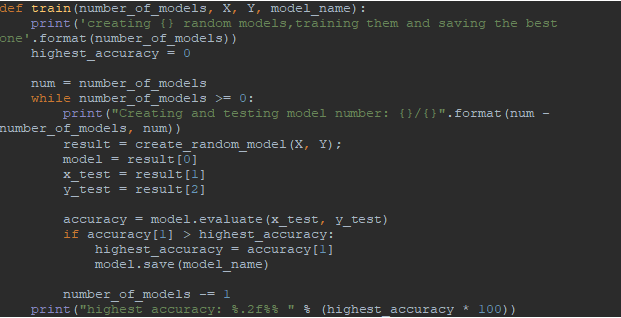 def train(number_of_models, X, Y, model_name):
    print('creating {} random models,training them and saving the best
one'.format(number_of_models))
    highest_accuracy = 0
    num = number_of_models
    while number_of_models >= 0:
        print("Creating and testing model number: {}/{}".format(num -
number_of_models, num))
        result = create_random_model(X, Y);
        model = result[0]
        x_test = result[1]
        y_test = result[2]
        accuracy = model.evaluate(x_test, y_test)
        if accuracy[1] > highest_accuracy:
            highest_accuracy = accuracy[1]
            model.save(model_name)
        number_of_models -= 1
    print("highest accuracy: %.2f%% " % (highest_accuracy * 100))